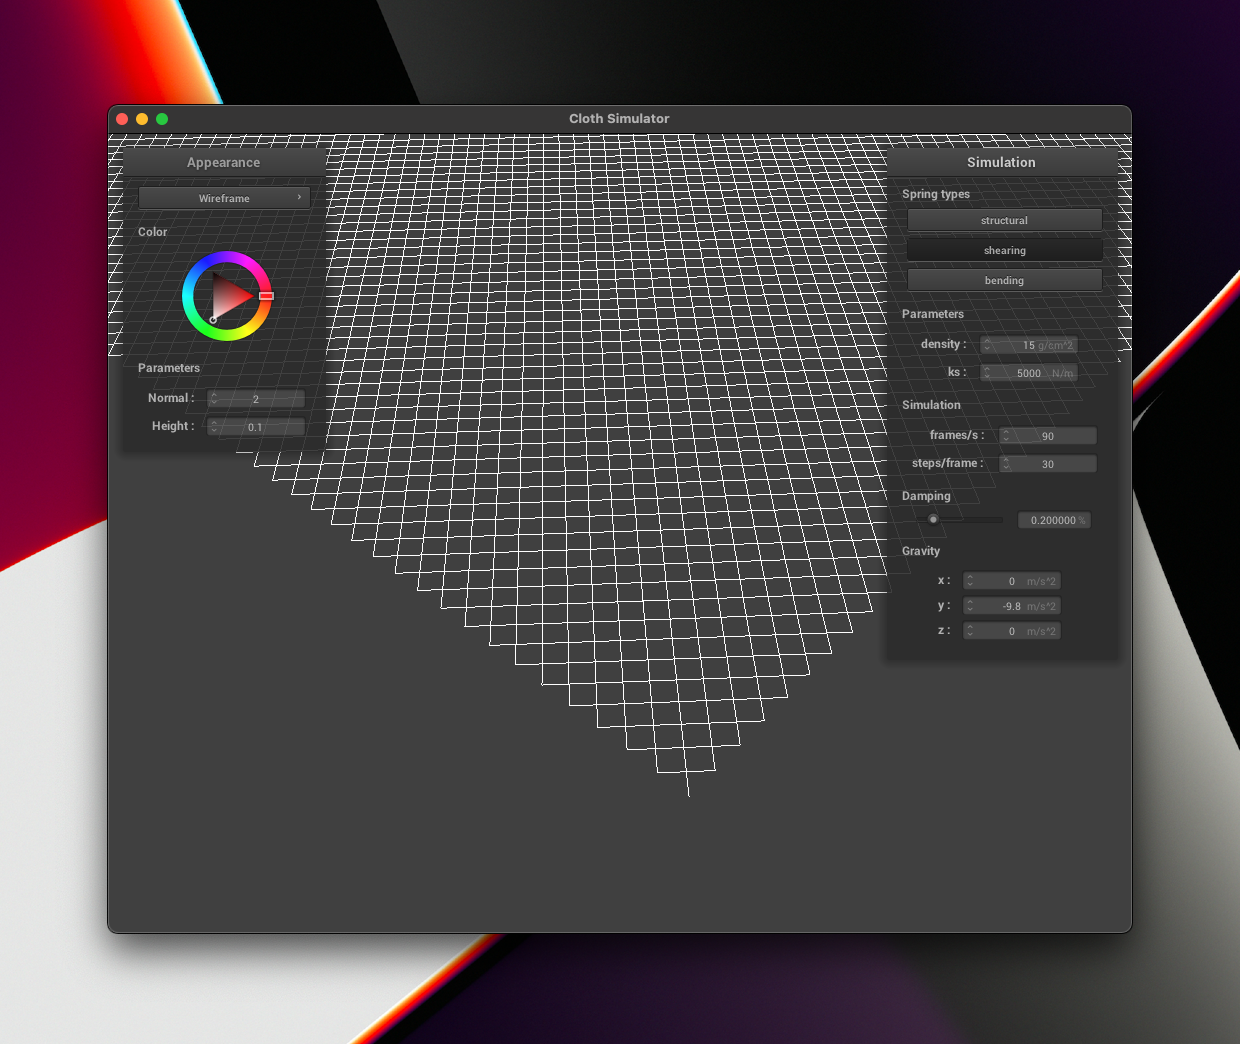 Cloth Simulator
Appearance
Wireframe
Color
Parameters
Normal : 2
Height : 0.1
Simulation
Spring types
structural
shearing
bending
Parameters
density : 15 g/cm^2
ks : 5000 N/m
Simulation
frames/s : 90
steps/frame : 30
Damping
0.200000 %
Gravity
x : 0 m/s^2
y : -9.8 m/s^2
z : 0 m/s^2